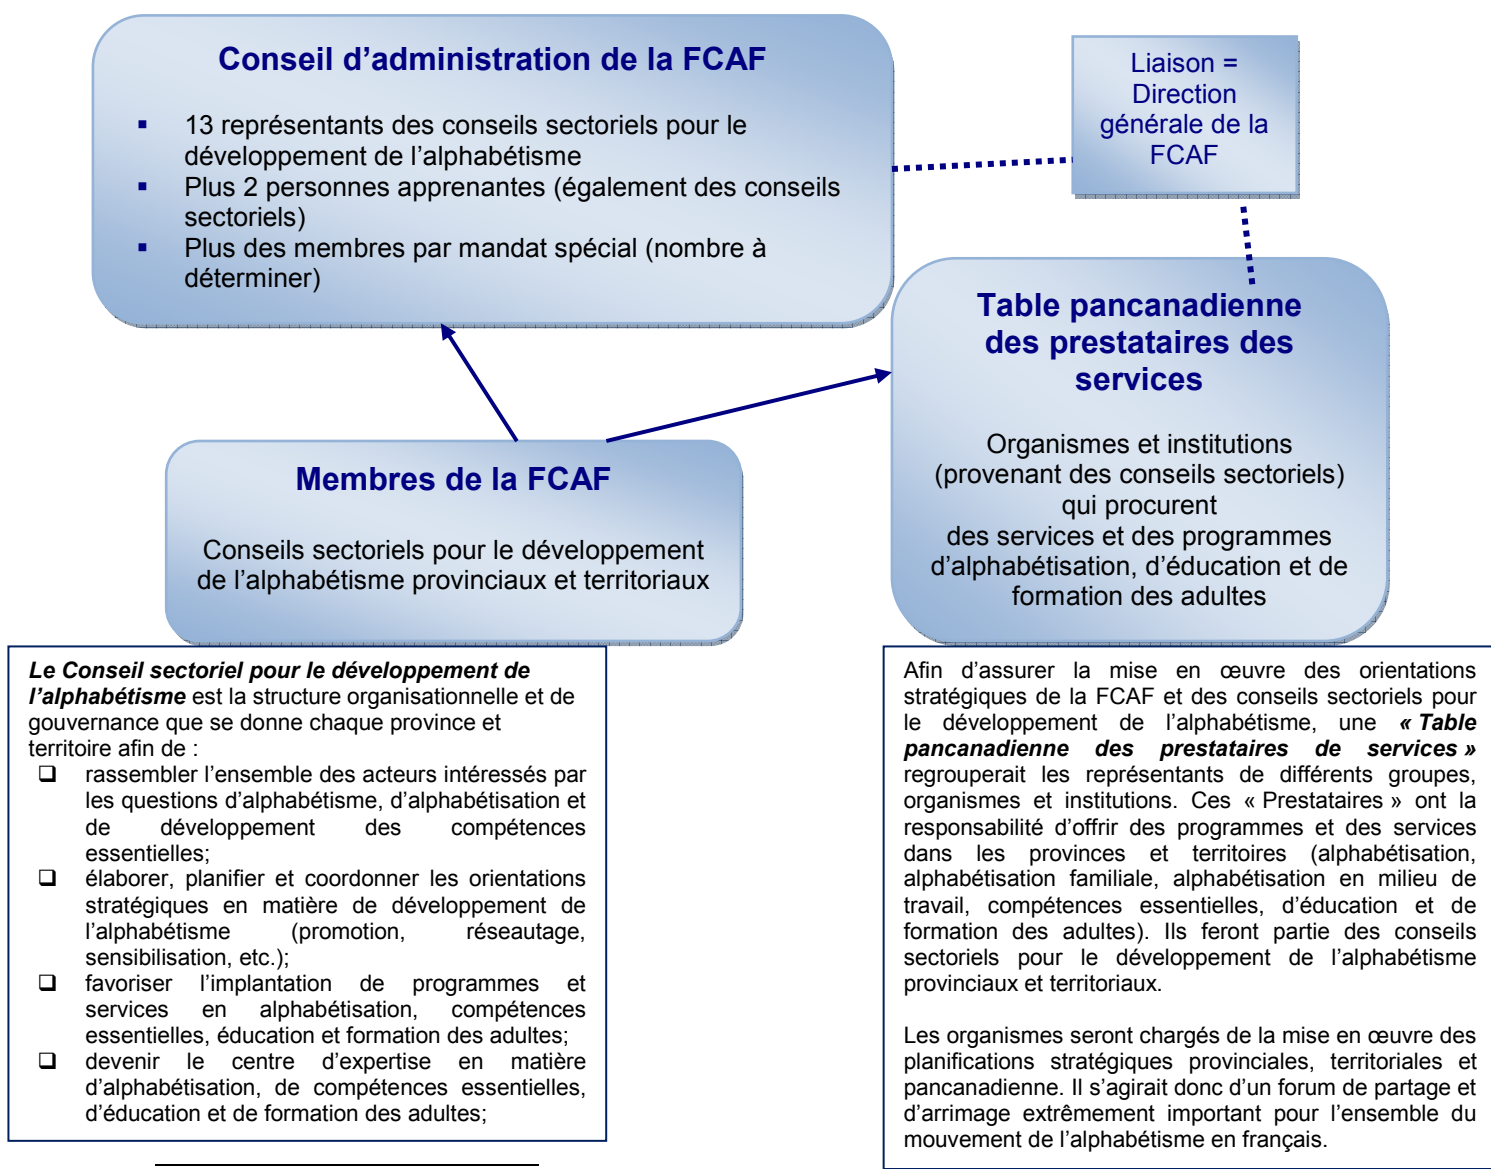 Conseil d’administration de la FCAF
▪ 13 représentants des conseils sectoriels pour le
développement de l’alphabétisme
▪ Plus 2 personnes apprenantes (également des conseils
sectoriels)
▪ Plus des membres par mandat spécial (nombre à
déterminer)
Liaison =
Direction
générale de la
FCAF
Table pancanadienne
des prestataires des
services
Organismes et institutions
(provenant des conseils sectoriels)
qui procurent
des services et des programmes
d’alphabétisation, d’éducation et de
formation des adultes
Membres de la FCAF
Conseils sectoriels pour le développement
de l’alphabétisme provinciaux et territoriaux
Le Conseil sectoriel pour le développement de
l’alphabétisme est la structure organisationnelle et de
gouvernance que se donne chaque province et
territoire afin de :
❑ rassembler l’ensemble des acteurs intéressés par
les questions d’alphabétisme, d’alphabétisation et
de développement des compétences
essentielles;
❑ élaborer, planifier et coordonner les orientations
stratégiques en matière de développement de
l’alphabétisme (promotion, réseautage,
sensibilisation, etc.);
❑ favoriser l’implantation de programmes et
services en alphabétisation, compétences
essentielles, éducation et formation des adultes;
❑ devenir le centre d’expertise en matière
d’alphabétisation, de compétences essentielles,
d’éducation et de formation des adultes;
Afin d’assurer la mise en œuvre des orientations
stratégiques de la FCAF et des conseils sectoriels pour
le développement de l’alphabétisme, une « Table
pancanadienne des prestataires de services »
regrouperait les représentants de différents groupes,
organismes et institutions. Ces « Prestataires » ont la
responsabilité d’offrir des programmes et des services
dans les provinces et territoires (alphabétisation,
alphabétisation familiale, alphabétisation en milieu de
travail, compétences essentielles, d’éducation et de
formation des adultes). Ils feront partie des conseils
sectoriels pour le développement de l’alphabétisme
provinciaux et territoriaux.
Les organismes seront chargés de la mise en œuvre des
planifications stratégiques provinciales, territoriales et
pancanadienne. Il s’agirait donc d’un forum de partage et
d’arrimage extrêmement important pour l’ensemble du
mouvement de l’alphabétisme en français.